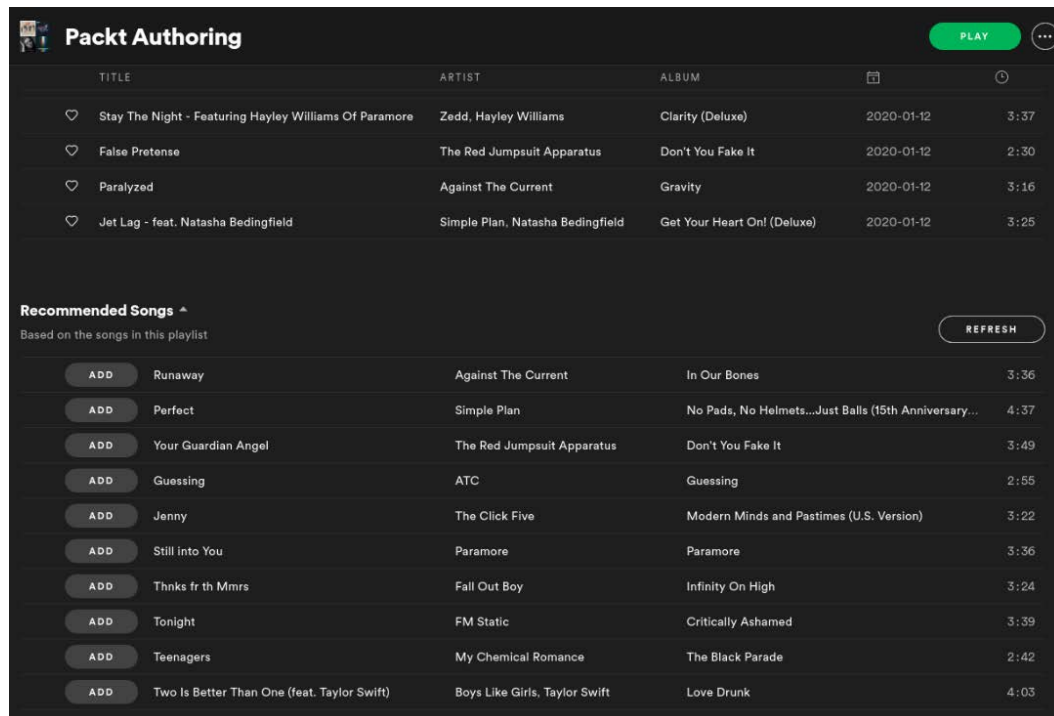 Packt Authoring PLAY
TITLE ARTIST ALBUM
Stay The Night - Featuring Hayley Williams Of Paramore Zedd, Hayley Williams Clarity (Deluxe) 2020-01-12 3:37
False Pretense The Red Jumpsuit Apparatus Don't You Fake It 2020-01-12 2:30
Paralyzed Against The Current Gravity 2020-01-12 3:16
Jet Lag - feat. Natasha Bedingfield Simple Plan, Natasha Bedingfield Get Your Heart On! (Deluxe) 2020-01-12 3:25
Recommended Songs
Based on the songs in this playlist REFRESH
ADD Runaway Against The Current In Our Bones 3:36
ADD Perfect Simple Plan No Pads, No Helmets...Just Balls (15th Anniversary... 4:37
ADD Your Guardian Angel The Red Jumpsuit Apparatus Don't You Fake It 3:49
ADD Guessing ATC Guessing 2:55
ADD Jenny The Click Five Modern Minds and Pastimes (U.S. Version) 3:22
ADD Still into You Paramore Paramore 3:36
ADD Thnks fr th Mmrs Fall Out Boy Infinity On High 3:24
ADD Tonight FM Static Critically Ashamed 3:39
ADD Teenagers My Chemical Romance The Black Parade 2:42
ADD Two Is Better Than One (feat. Taylor Swift) Boys Like Girls, Taylor Swift Love Drunk 4:03